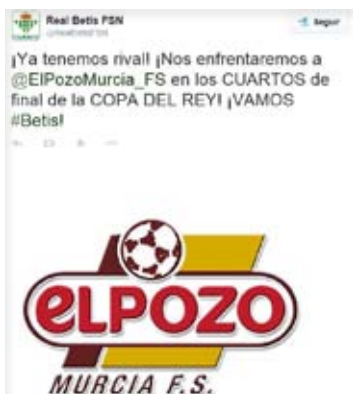 Real Betis FSN
Seguir
¡Ya tenemos rival! ¡Nos enfrentaremos a
@ElPozoMurcia_FS en los CUARTOS de
final de la COPA DEL REY! ¡VAMOS
#Betis!
ELPOZO
MURCIA F.S.